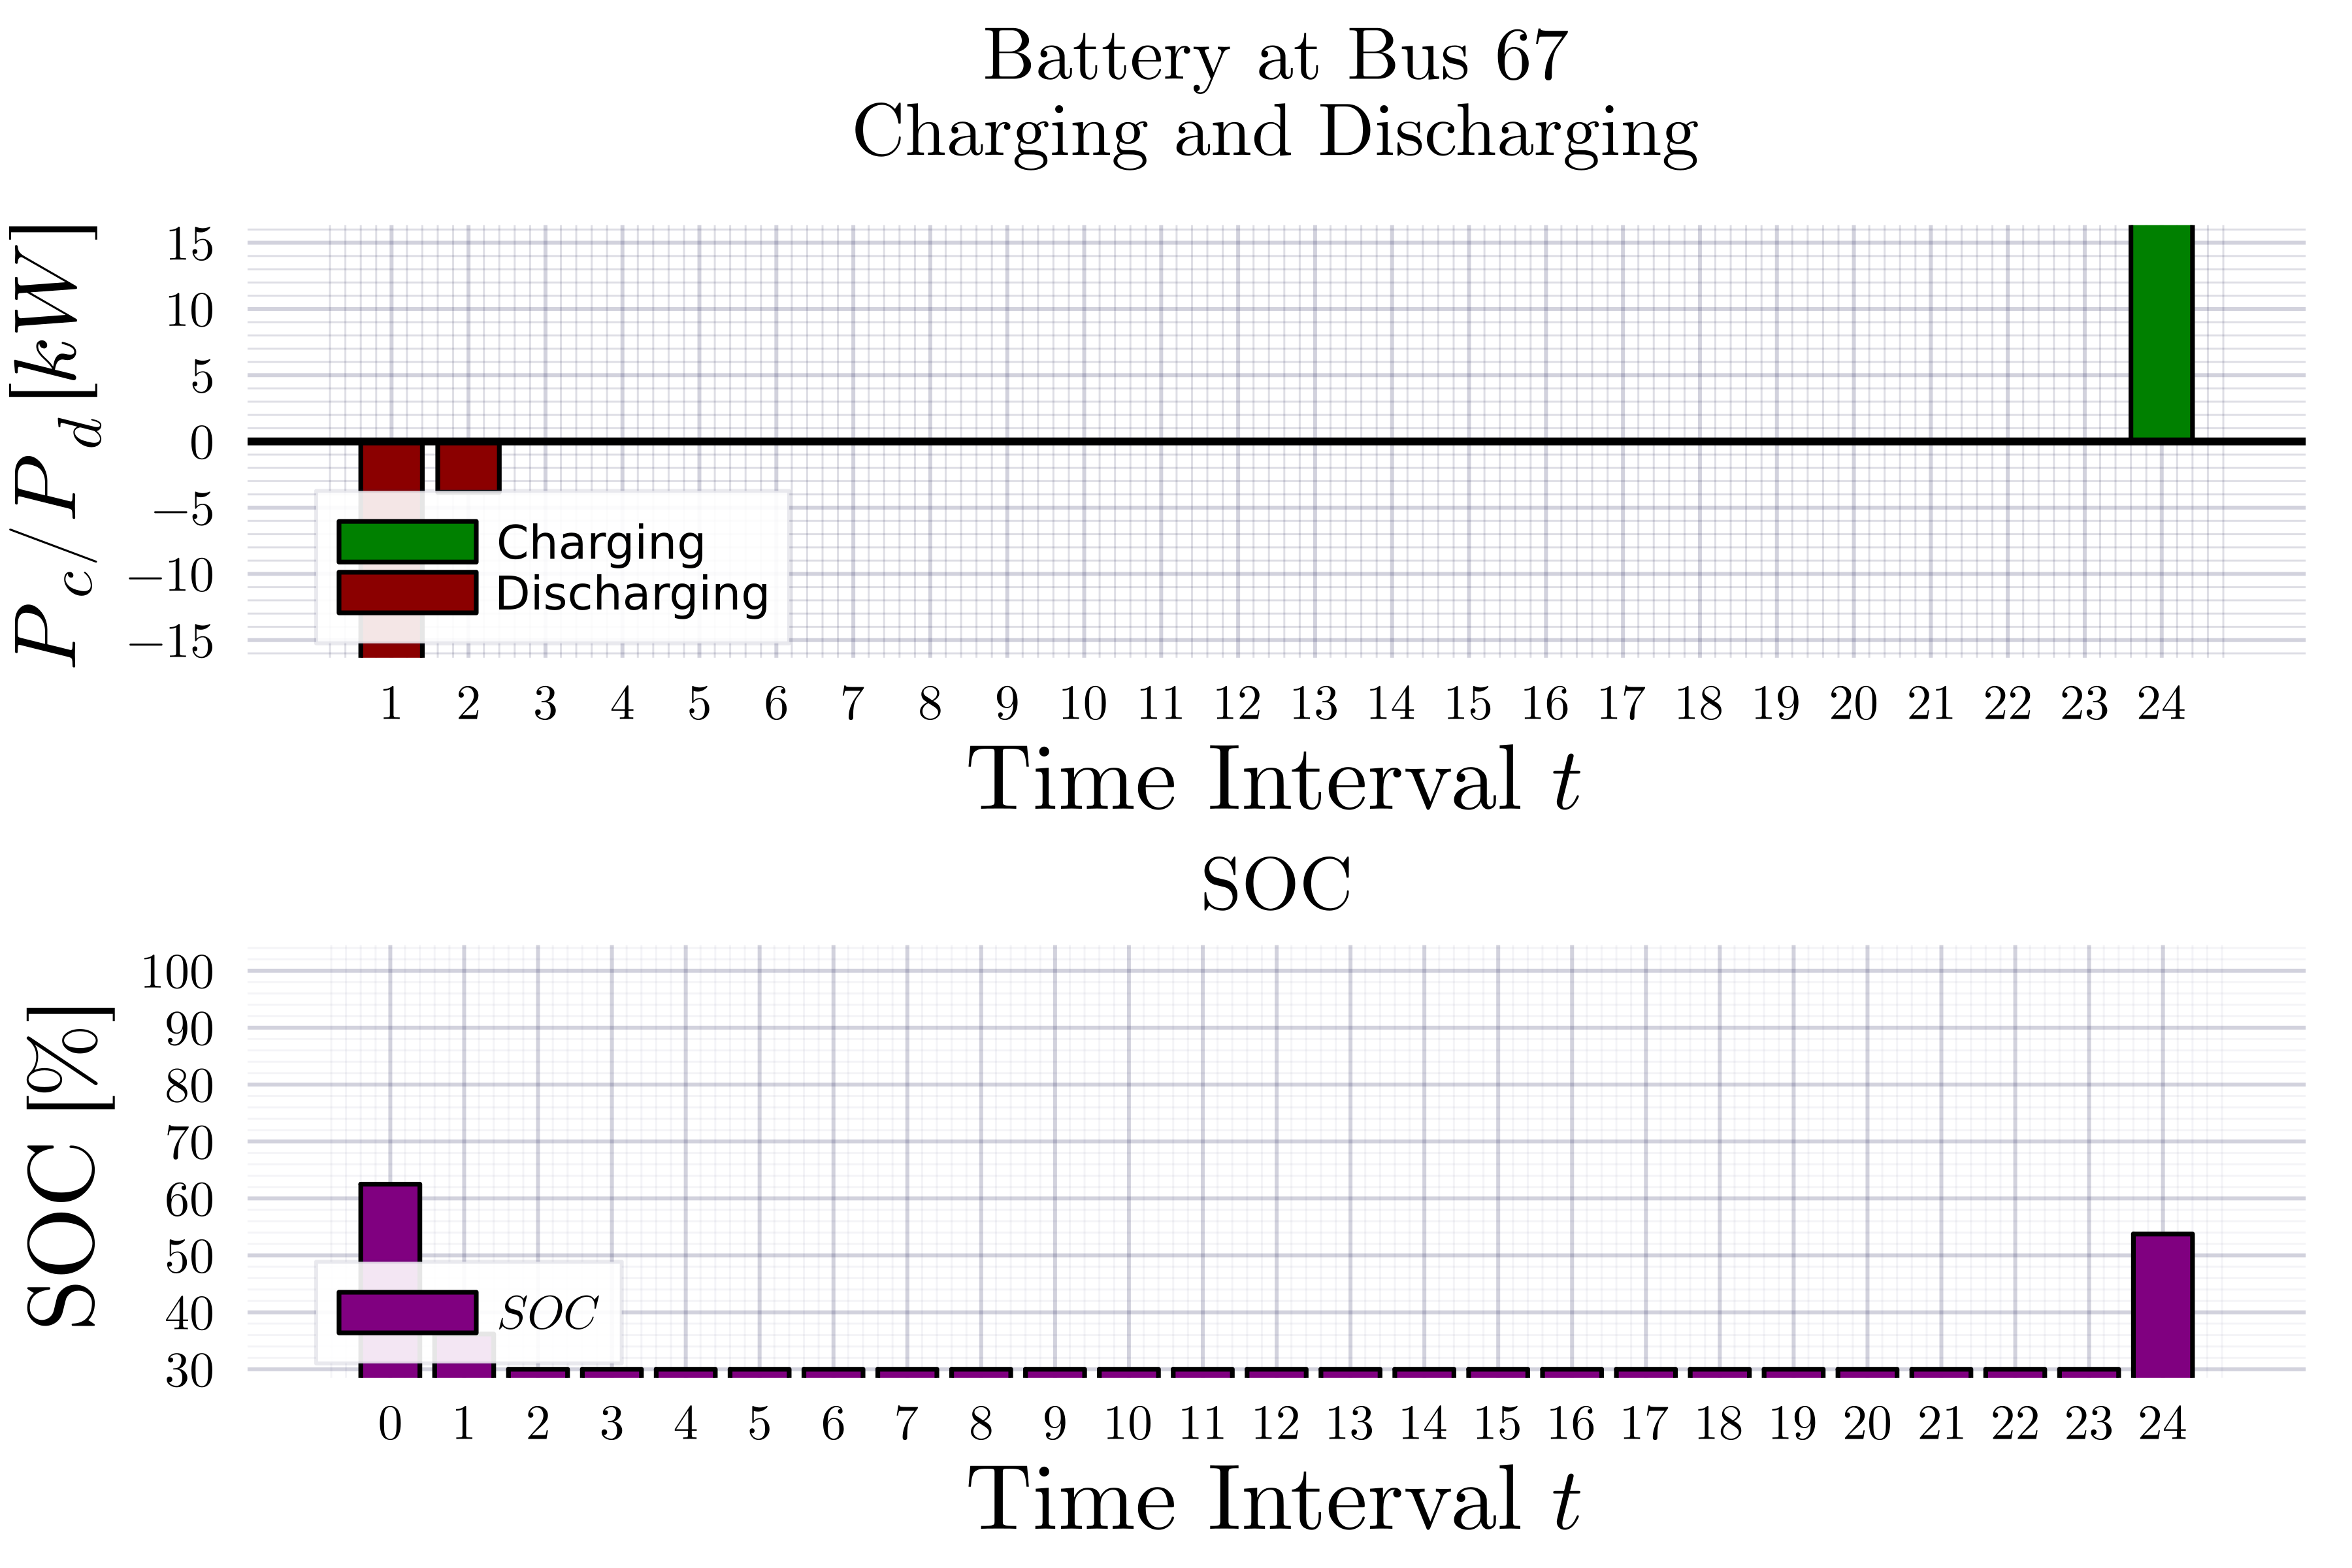 Battery at Bus 67
Charging and Discharging
P_c/P_d [kW]
15
10
5
0
−5
−10
−15
Charging
Discharging
1 2 3 4 5 6 7 8 9 10 11 12 13 14 15 16 17 18 19 20 21 22 23 24
Time Interval t
SOC
SOC [%]
100
90
80
70
60
50
40
30
SOC
0 1 2 3 4 5 6 7 8 9 10 11 12 13 14 15 16 17 18 19 20 21 22 23 24
Time Interval t